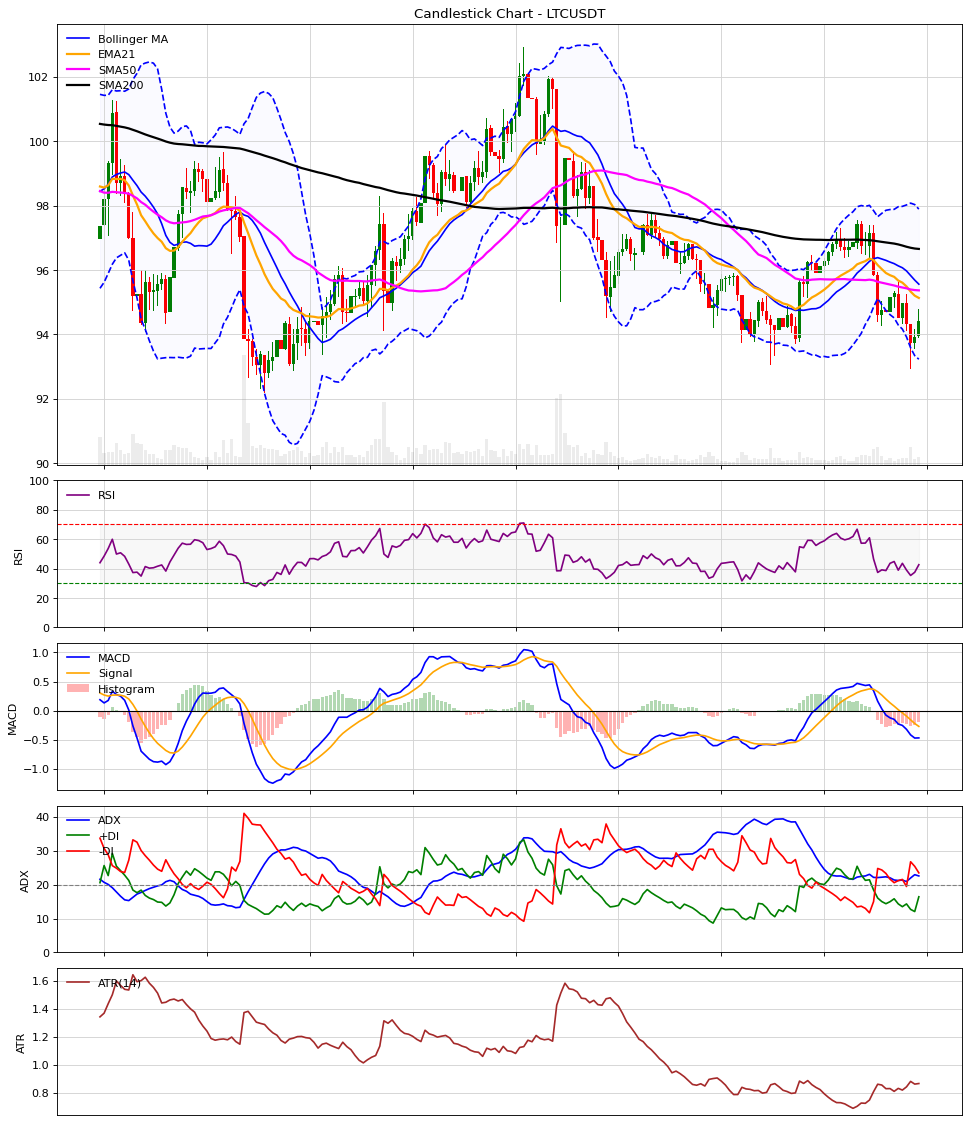 Candlestick Chart - LTCUSDT
Bollinger MA
EMA21
SMA50
SMA200
102
100
98
96
94
92
90
100
80
60
40
20
0
RSI
RSI
1.0
0.5
0.0
−0.5
−1.0
MACD
MACD
Signal
Histogram
40
30
20
10
0
ADX
ADX
+DI
-DI
1.6
1.4
1.2
1.0
0.8
ATR
ATR(14)